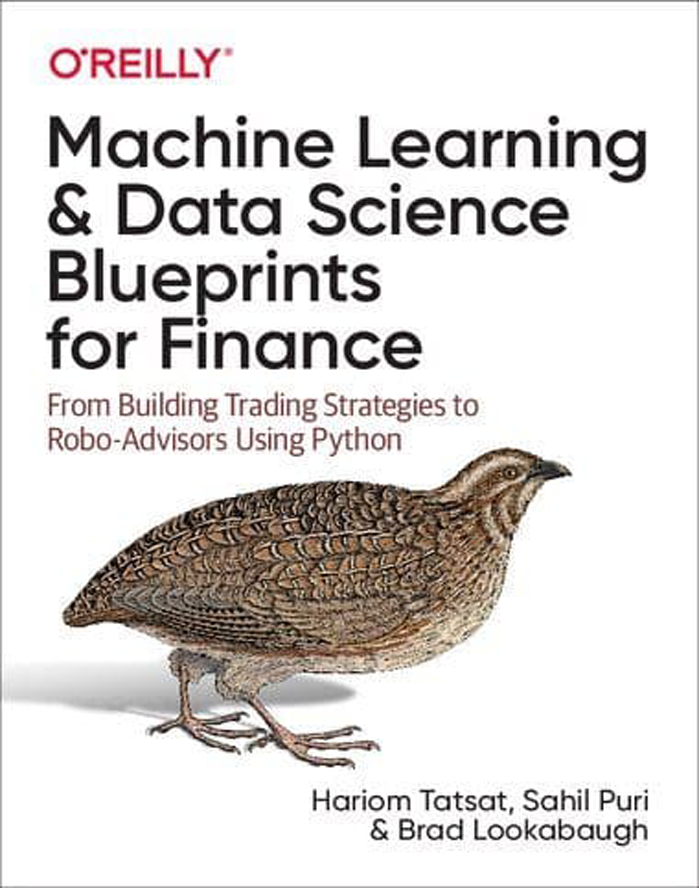 O'REILLY®
Machine Learning
& Data Science
Blueprints
for Finance
From Building Trading Strategies to
Robo-Advisors Using Python
Hariom Tatsat, Sahil Puri
& Brad Lookabaugh